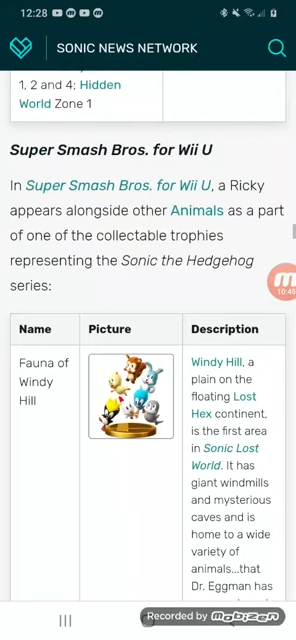 12:28
SONIC NEWS NETWORK
1, 2 and 4; Hidden
World Zone 1
Super Smash Bros. for Wii U
In Super Smash Bros. for Wii U, a Ricky
appears alongside other Animals as a part
of one of the collectable trophies
representing the Sonic the Hedgehog
series:
10:45
Name Picture Description
Fauna of
Windy
Hill
Windy Hill, a
plain on the
floating Lost
Hex continent,
is the first area
in Sonic Lost
World. It has
giant windmills
and mysterious
caves and is
home to a wide
variety of
animals...that
Dr. Eggman has
Recorded by Mobizen